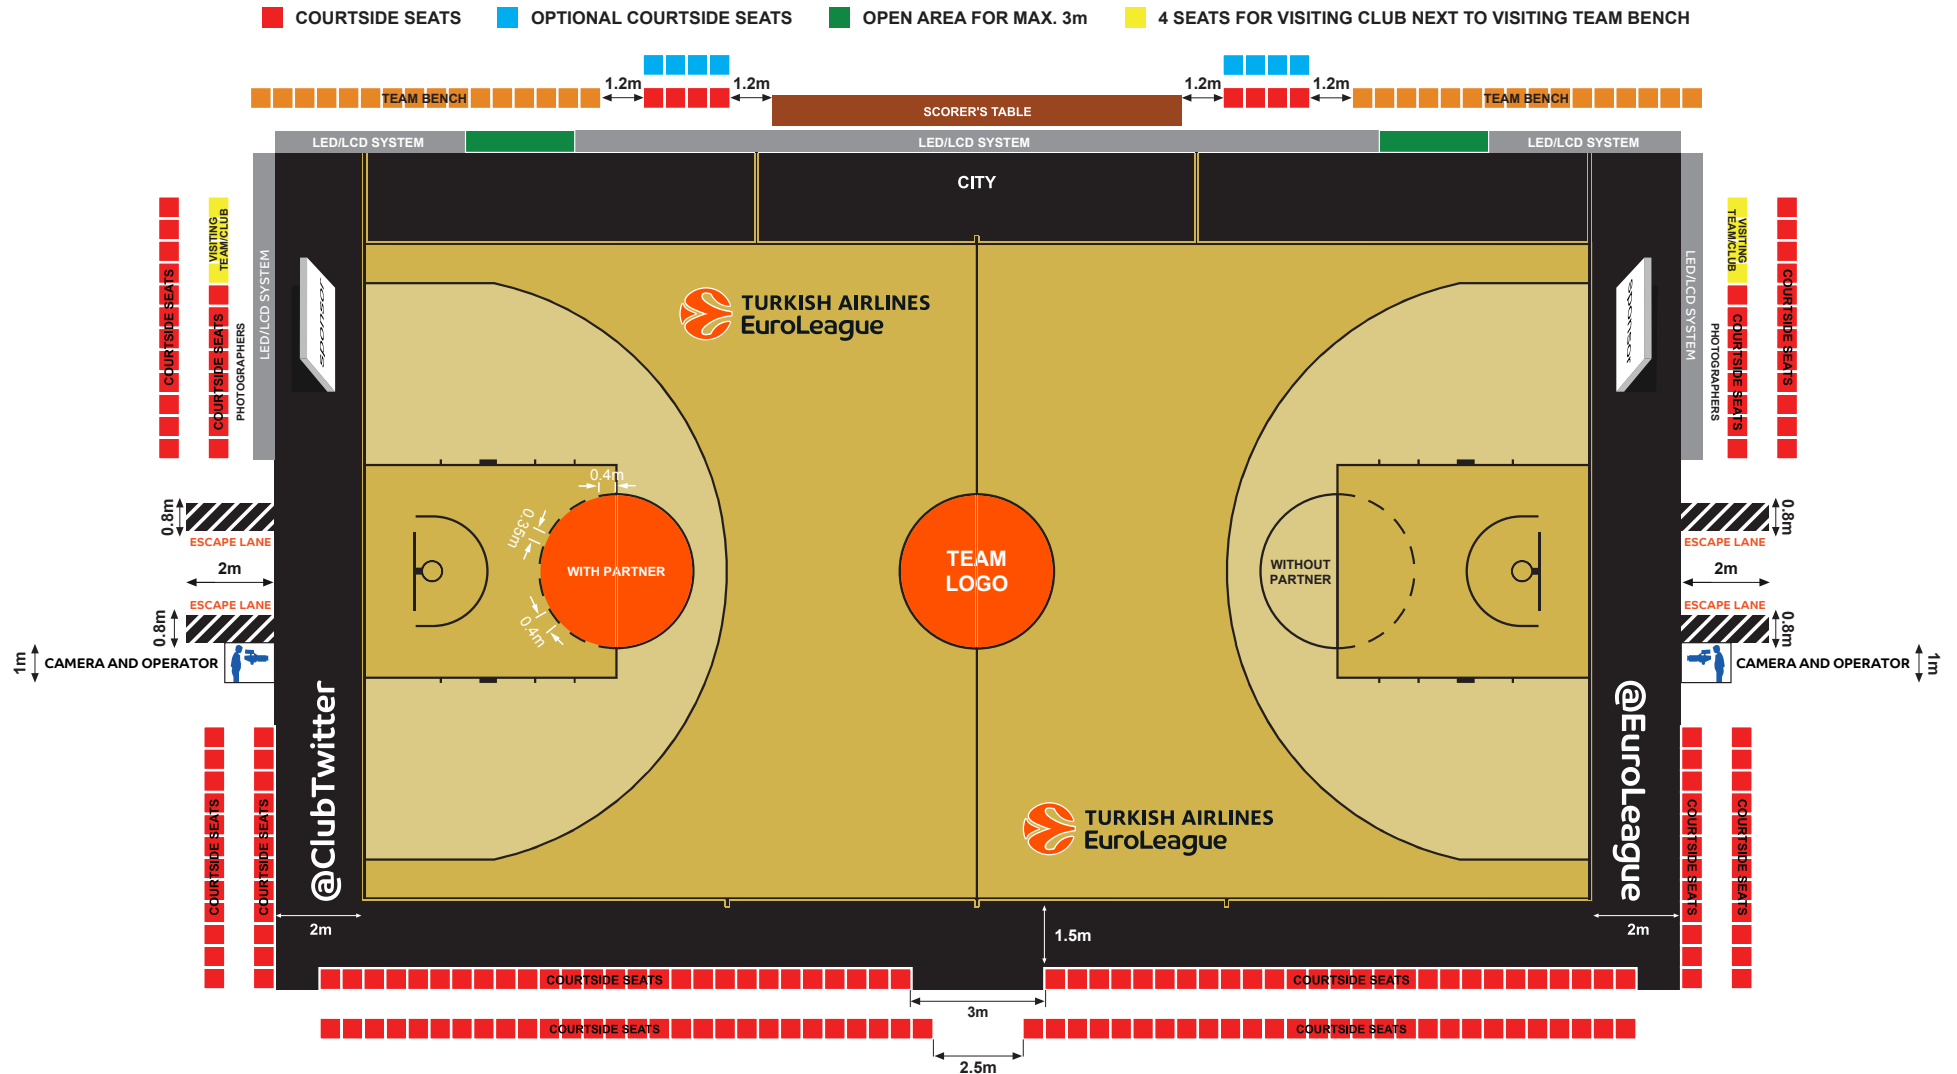 COURTSIDE SEATS
OPTIONAL COURTSIDE SEATS
OPEN AREA FOR MAX. 3m
4 SEATS FOR VISITING CLUB NEXT TO VISITING TEAM BENCH
TEAM BENCH
1.2m
1.2m
SCORER'S TABLE
1.2m
1.2m
TEAM BENCH
LED/LCD SYSTEM
LED/LCD SYSTEM
LED/LCD SYSTEM
CITY
COURTSIDE SEATS
VISITING
TEAM/CLUB
COURTSIDE SEATS
PHOTOGRAPHERS
LED/LCD SYSTEM
sponsor
TURKISH AIRLINES
EuroLeague
sponsor
LED/LCD SYSTEM
PHOTOGRAPHERS
VISITING
TEAM/CLUB
COURTSIDE SEATS
COURTSIDE SEATS
0.8m
ESCAPE LANE
2m
ESCAPE LANE
0.8m
1m
CAMERA AND OPERATOR
0.4m
0.35m
WITH PARTNER
0.4m
TEAM
LOGO
WITHOUT
PARTNER
0.8m
ESCAPE LANE
2m
ESCAPE LANE
0.8m
CAMERA AND OPERATOR
1m
COURTSIDE SEATS
COURTSIDE SEATS
@ClubTwitter
TURKISH AIRLINES
EuroLeague
@EuroLeague
COURTSIDE SEATS
COURTSIDE SEATS
2m
1.5m
2m
COURTSIDE SEATS
COURTSIDE SEATS
3m
COURTSIDE SEATS
COURTSIDE SEATS
2.5m